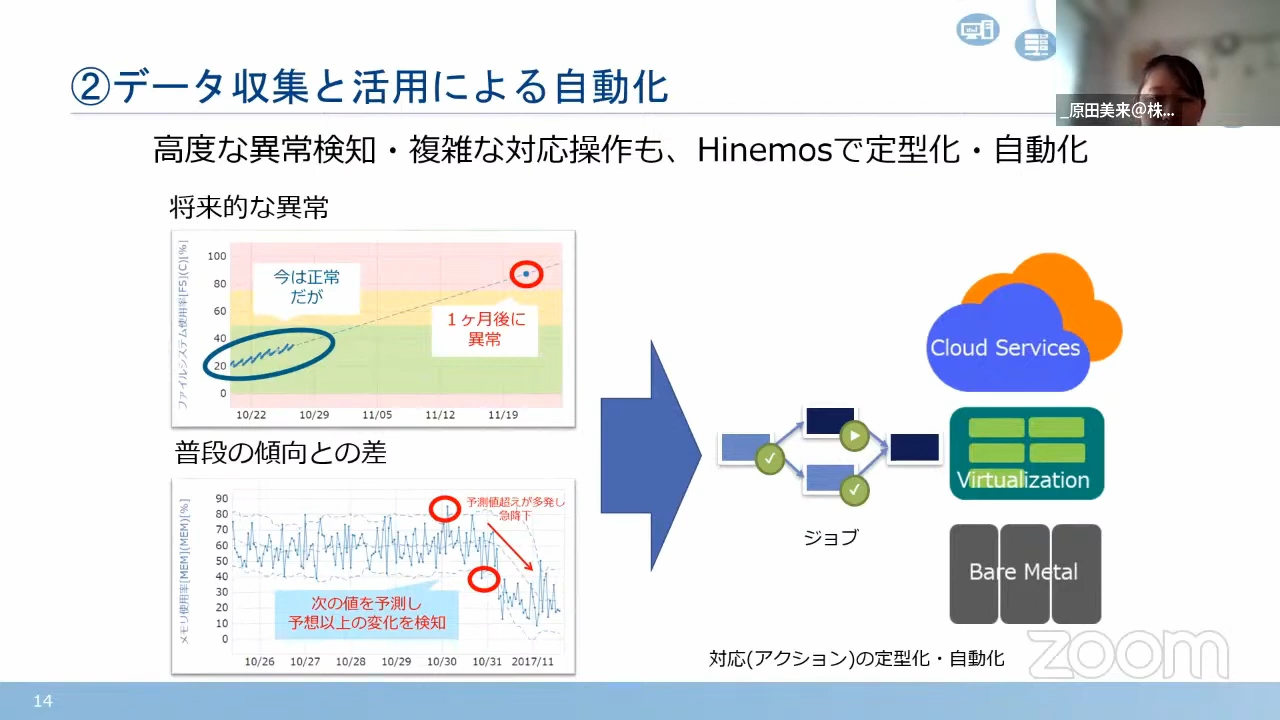 ②データ収集と活用による自動化
_原田美来@株...
高度な異常検知・複雑な対応操作も、Hinemosで定型化・自動化
将来的な異常
ファイルシステム使用率[FS](C)[%]
100
80
60
40
20
0
今は正常
だが
1ヶ月後に
異常
10/22 10/29 11/05 11/12 11/19
普段の傾向との差
メモリ使用率[MEM](MEM)[%]
90
80
70
60
50
40
30
20
10
0
予測値超えが多発し
急降下
次の値を予測し
予想以上の変化を検知
10/26 10/27 10/28 10/29 10/30 10/31 2017/11
ジョブ
Cloud Services
Virtualization
Bare Metal
対応(アクション)の定型化・自動化
zoom
14